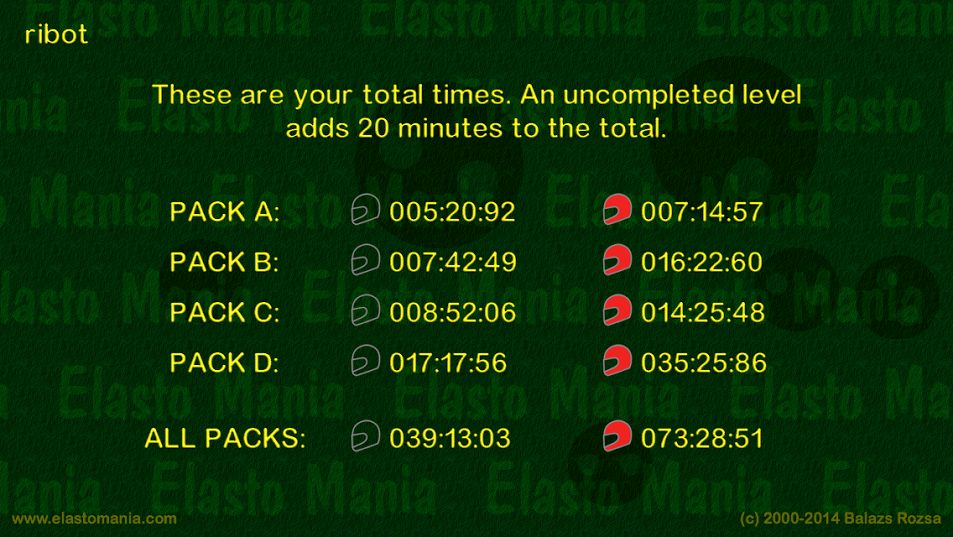 ribot
These are your total times. An uncompleted level
adds 20 minutes to the total.
PACK A: 005:20:92 007:14:57
PACK B: 007:42:49 016:22:60
PACK C: 008:52:06 014:25:48
PACK D: 017:17:56 035:25:86
ALL PACKS: 039:13:03 073:28:51
www.elastomania.com (c) 2000-2014 Balazs Rozsa